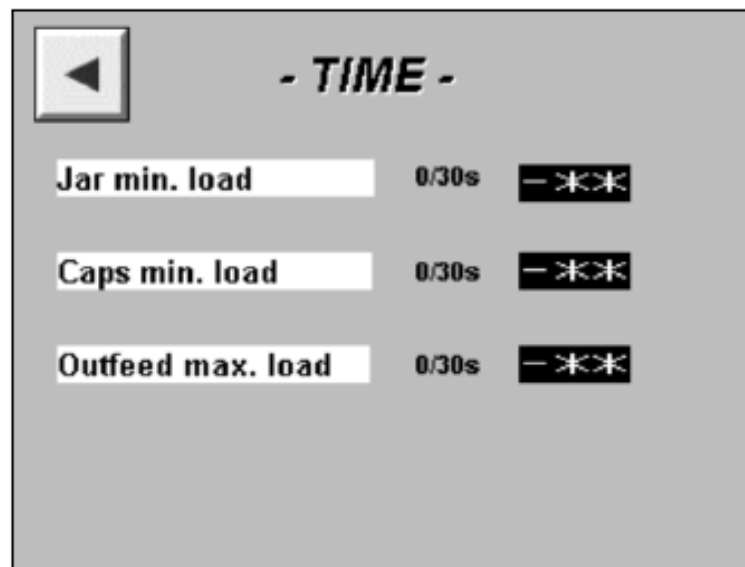 - TIME -
Jar min. load 0/30s -**
Caps min. load 0/30s -**
Outfeed max. load 0/30s -**